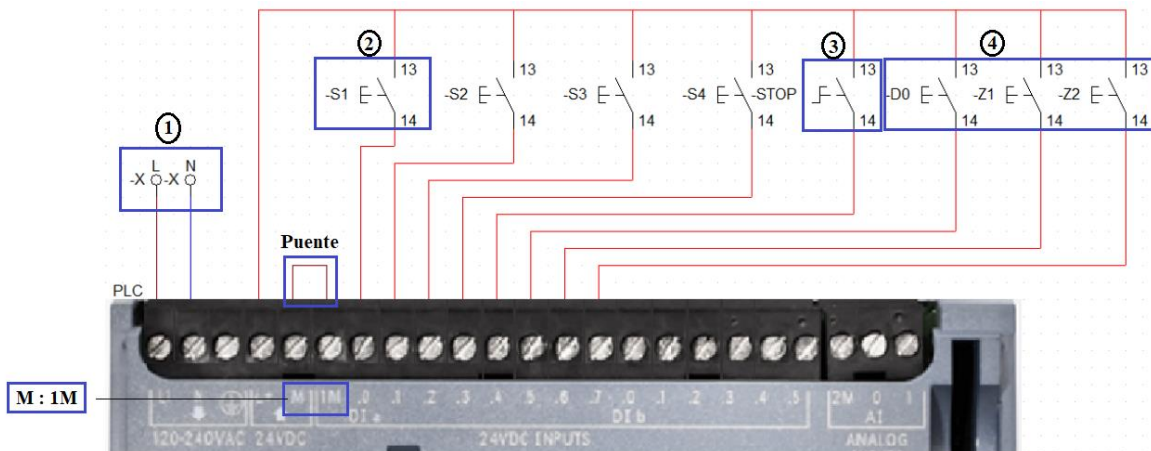 2
3
4
13 13 13 13 13 13 13 13
-S1 -S2 -S3 -S4 -STOP -D0 -Z1 -Z2
14 14 14 14 14 14 14 14
1
L N
-X -X
Puente
PLC
M : 1M
M 1M .0 .1 .2 .3 .4 .5 .6 .7 .0 .1 .2 .3 .4 .5 2M 0 1
DI a DI b AI
120-240VAC 24VDC 24VDC INPUTS ANALOG